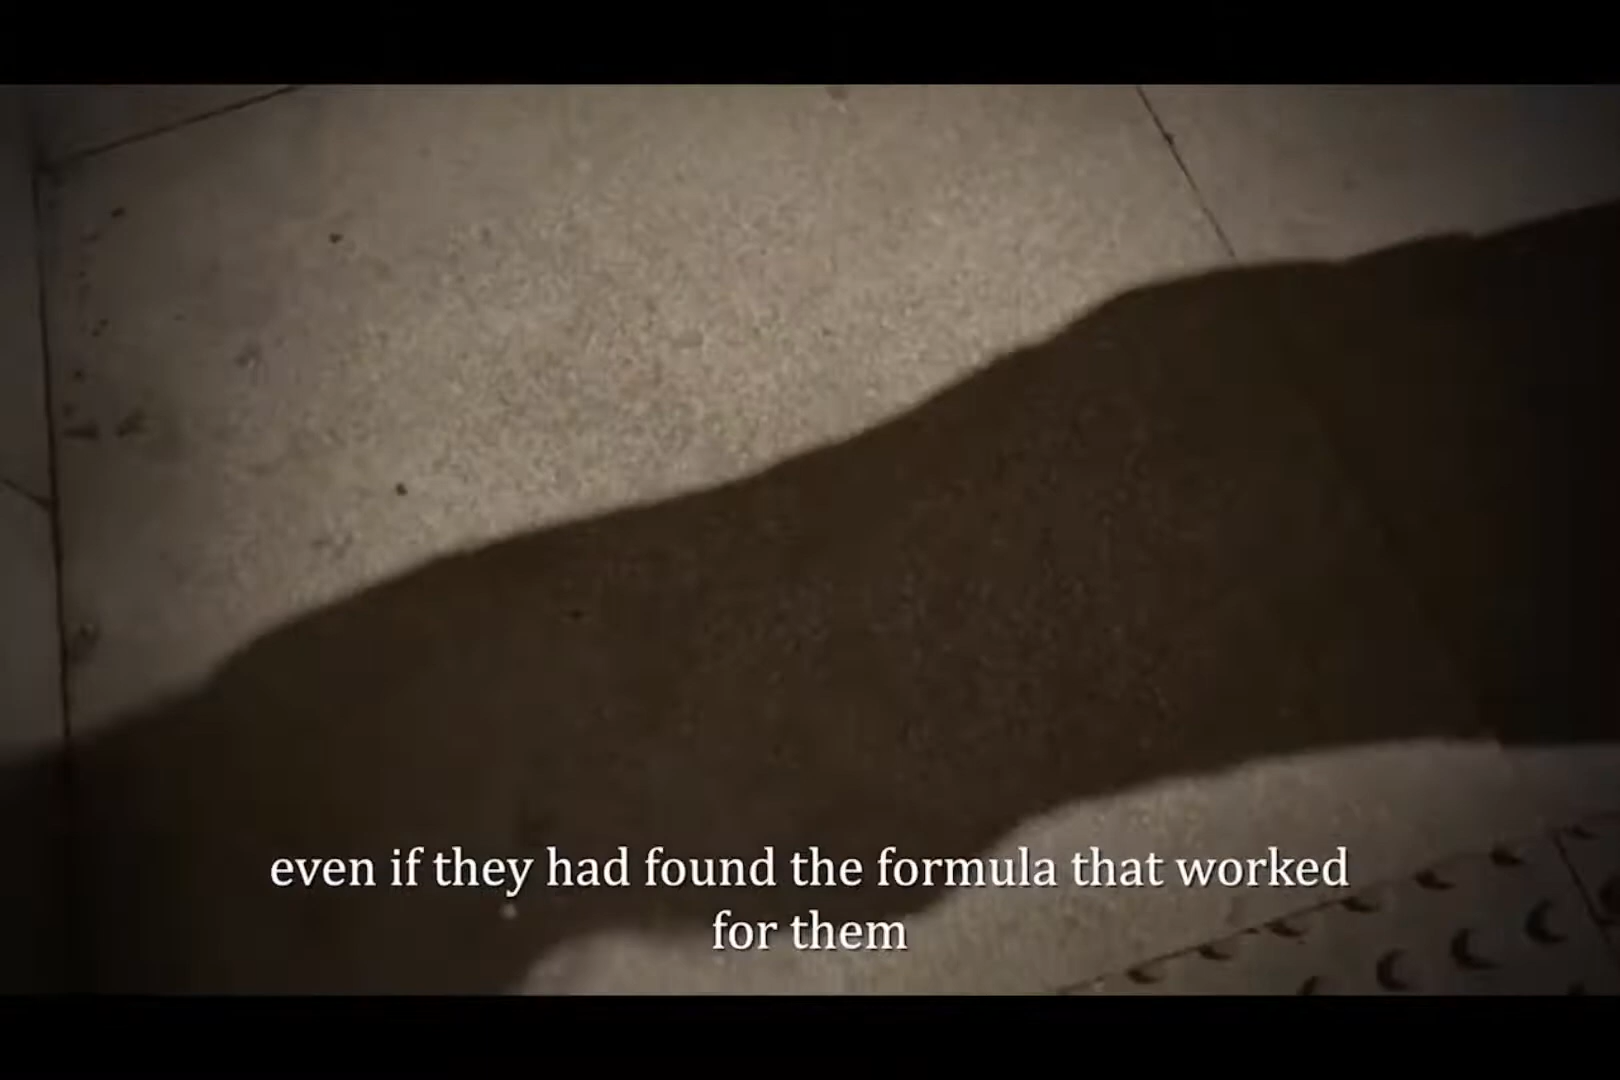 even if they had found the formula that worked
for them